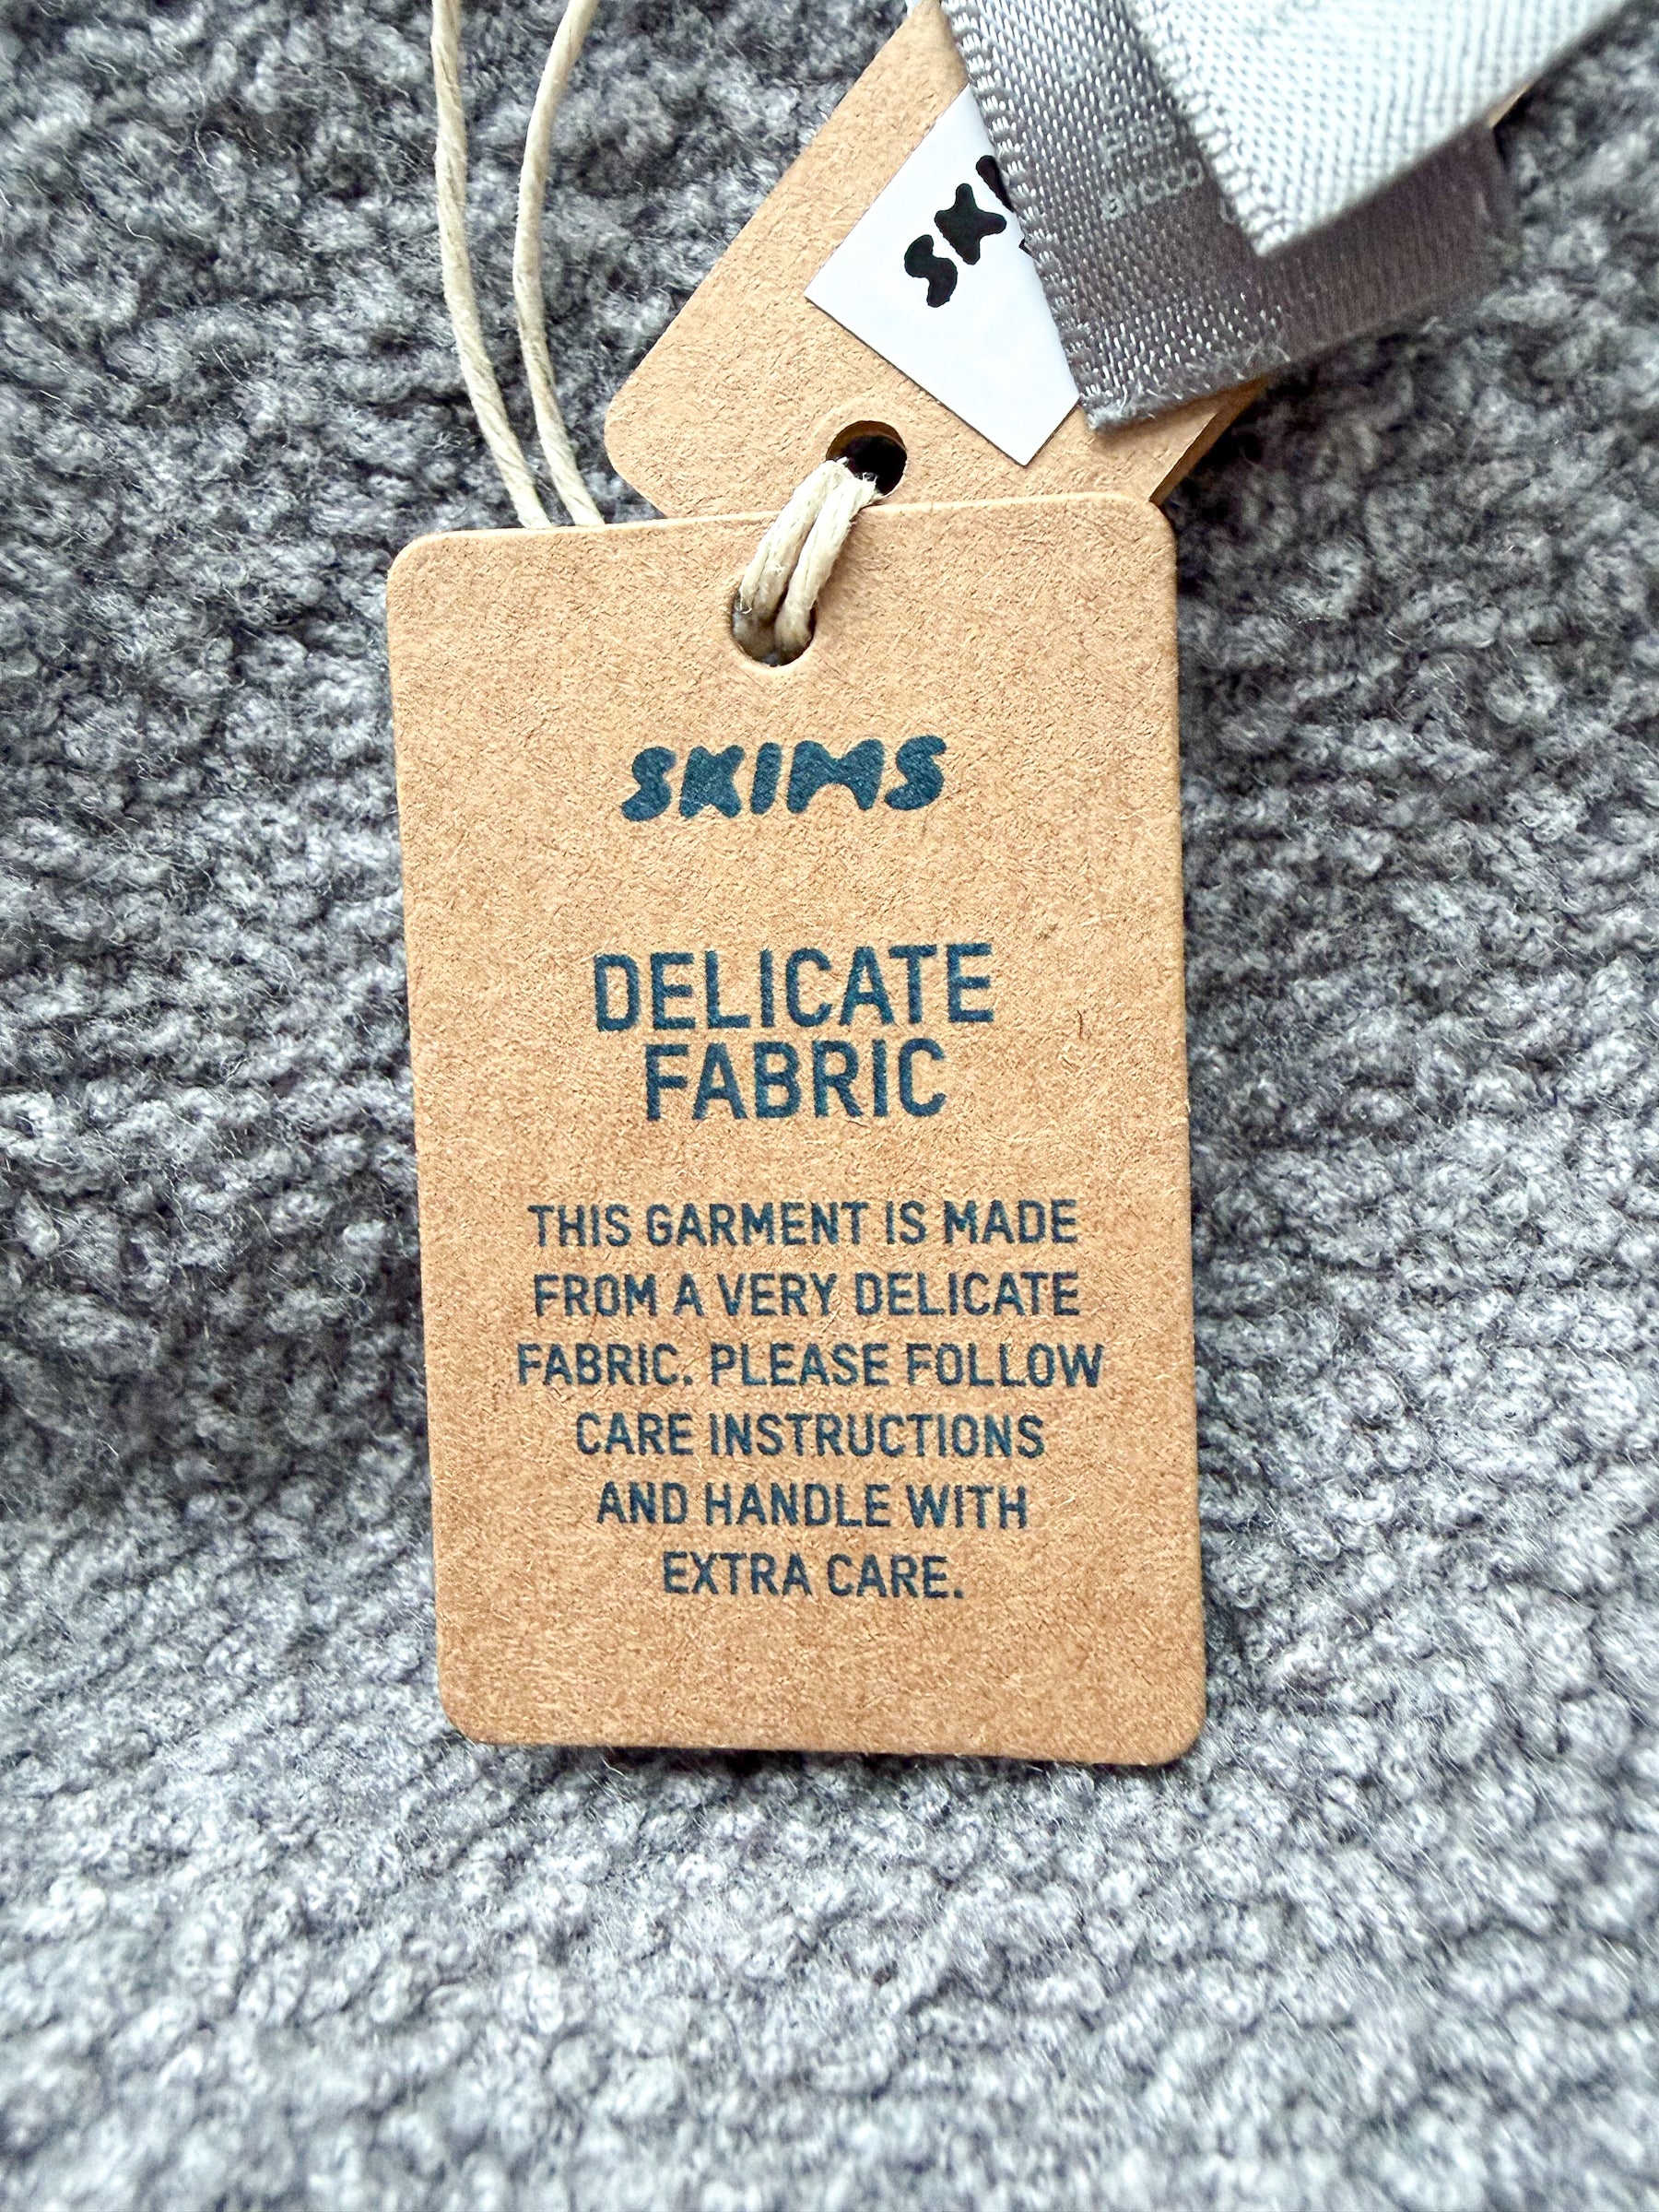 SKIMS
DELICATE
FABRIC
THIS GARMENT IS MADE
FROM A VERY DELICATE
FABRIC. PLEASE FOLLOW
CARE INSTRUCTIONS
AND HANDLE WITH
EXTRA CARE.